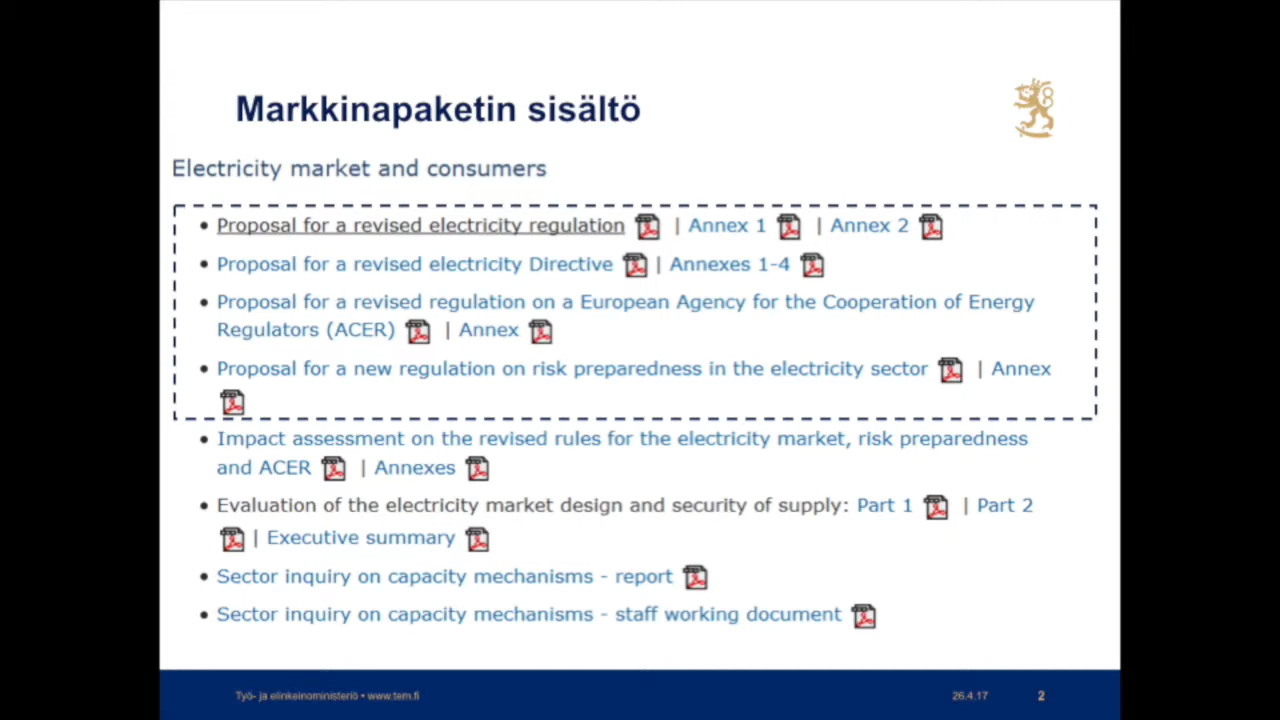 Markkinapaketin sisältö
Electricity market and consumers
• Proposal for a revised electricity regulation | Annex 1 | Annex 2
• Proposal for a revised electricity Directive | Annexes 1-4
• Proposal for a revised regulation on a European Agency for the Cooperation of Energy
Regulators (ACER) | Annex
• Proposal for a new regulation on risk preparedness in the electricity sector | Annex
• Impact assessment on the revised rules for the electricity market, risk preparedness
and ACER | Annexes
• Evaluation of the electricity market design and security of supply: Part 1 | Part 2
| Executive summary
• Sector inquiry on capacity mechanisms - report
• Sector inquiry on capacity mechanisms - staff working document
Työ- ja elinkeinoministeriö • www.tem.fi 26.4.17 2